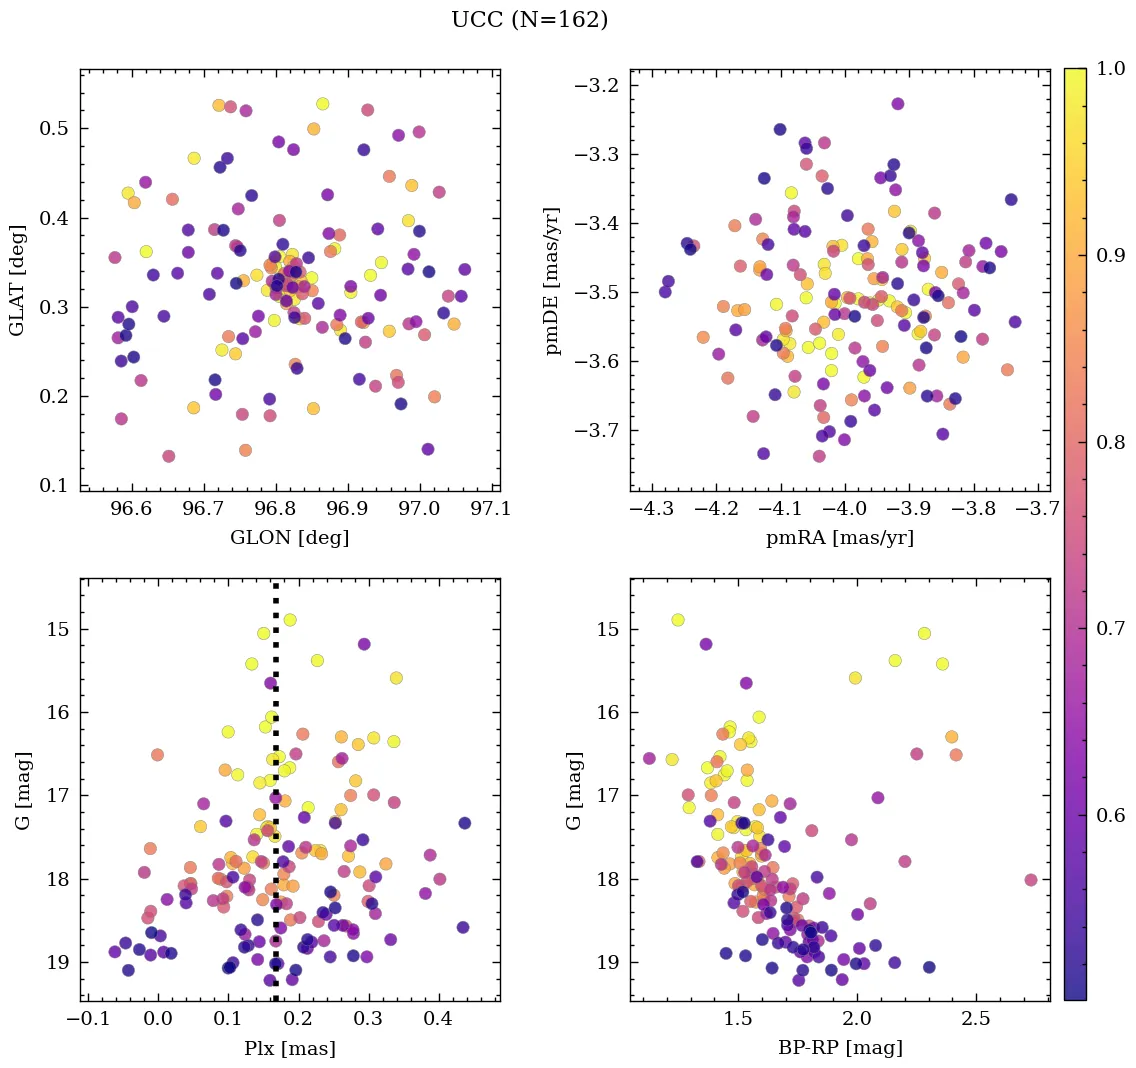 UCC (N=162)
0.5
0.4
0.3
0.2
0.1
GLAT [deg]
96.6 96.7 96.8 96.9 97.0 97.1
GLON [deg]
−3.2
−3.3
−3.4
−3.5
−3.6
−3.7
pmDE [mas/yr]
−4.3 −4.2 −4.1 −4.0 −3.9 −3.8 −3.7
pmRA [mas/yr]
15
16
17
18
19
G [mag]
−0.1 0.0 0.1 0.2 0.3 0.4
Plx [mas]
15
16
17
18
19
G [mag]
1.5 2.0 2.5
BP-RP [mag]
1.0
0.9
0.8
0.7
0.6